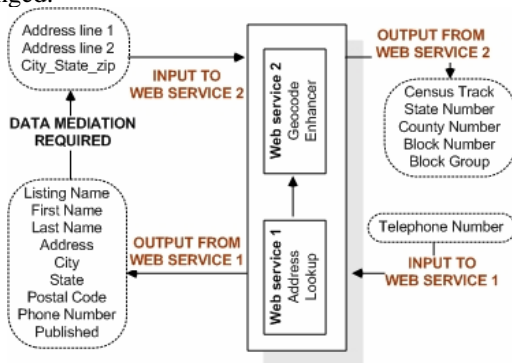 nged.
Address line 1
Address line 2
City_State_zip
INPUT TO
WEB SERVICE 2
OUTPUT FROM
WEB SERVICE 2
Web service 2
Geocode
Enhancer
Census Track
State Number
County Number
Block Number
Block Group
DATA MEDIATION
REQUIRED
Listing Name
First Name
Last Name
Address
City
State
Postal Code
Phone Number
Published
OUTPUT FROM
WEB SERVICE 1
Web service 1
Address
Lookup
Telephone Number
INPUT TO
WEB SERVICE 1